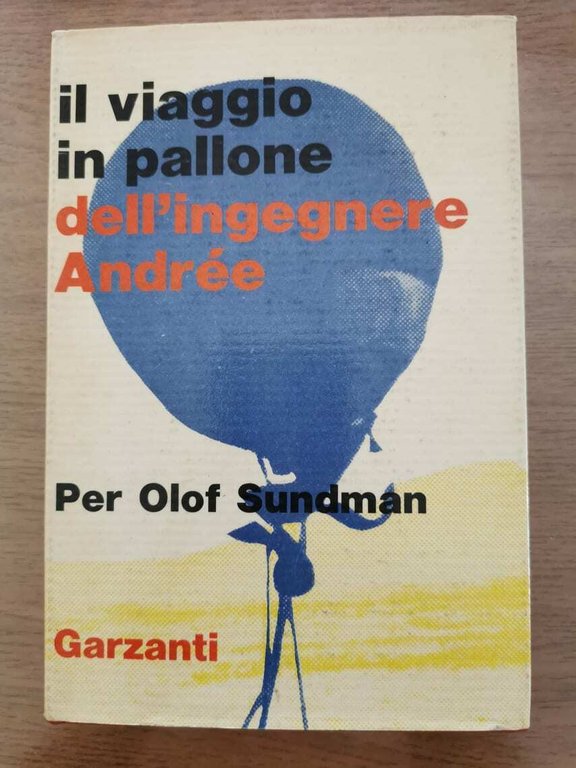 il viaggio
in pallone
dell'ingegnere
Andrée
Per Olof Sundman
Garzanti